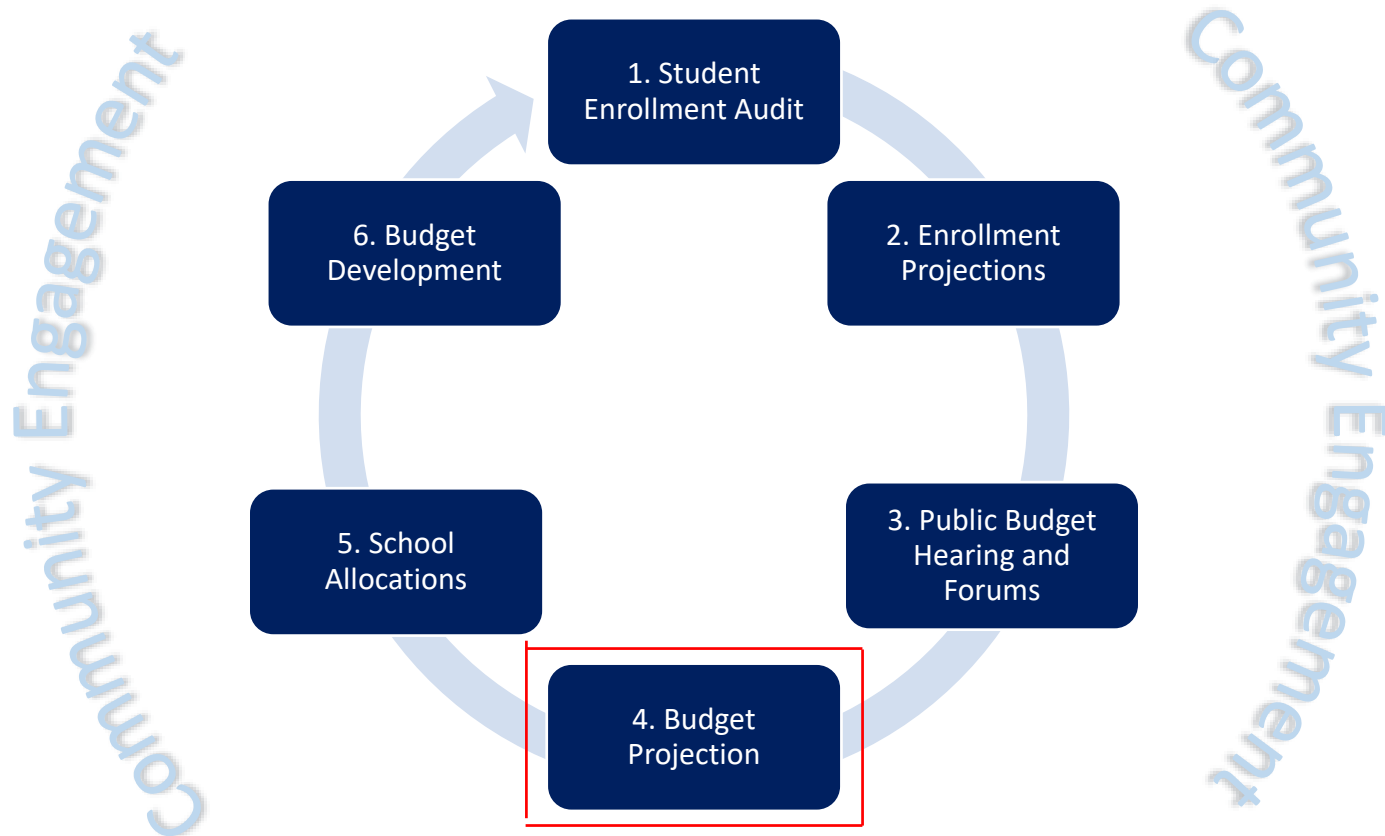 Community Engagement
Community Engagement
1. Student
Enrollment Audit
2. Enrollment
Projections
3. Public Budget
Hearing and
Forums
4. Budget
Projection
5. School
Allocations
6. Budget
Development